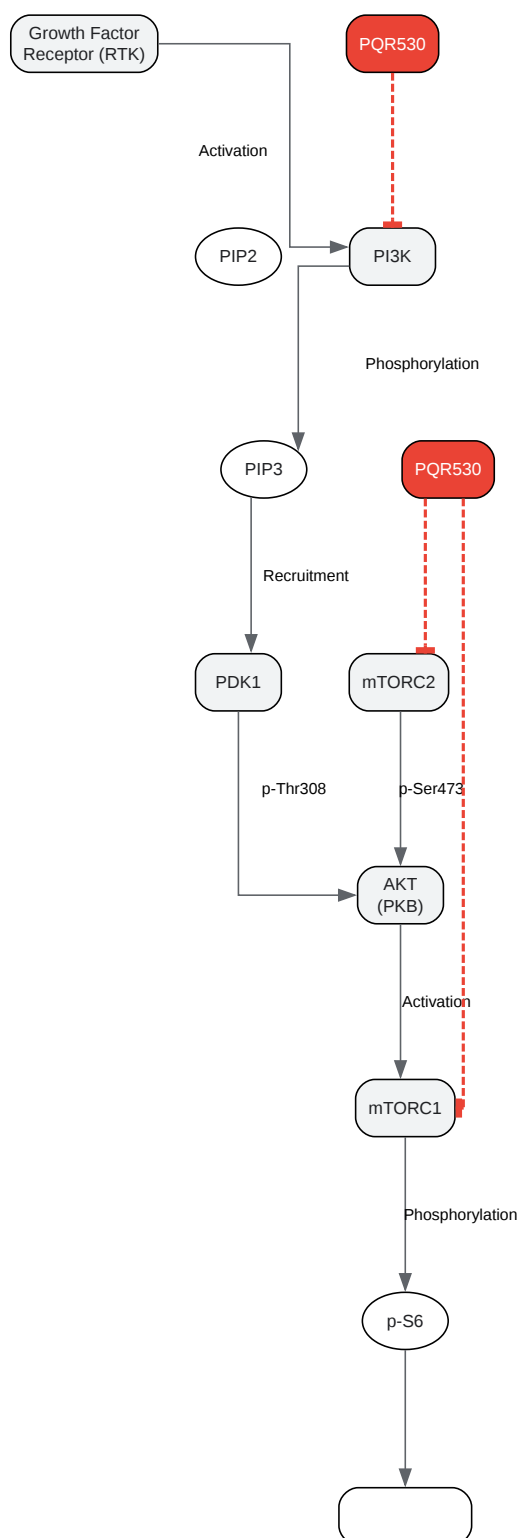 Growth Factor
Receptor (RTK)
PQR530
Activation
PIP2
PI3K
Phosphorylation
PIP3
PQR530
Recruitment
PDK1
mTORC2
p-Thr308
p-Ser473
AKT
(PKB)
Activation
mTORC1
Phosphorylation
p-S6